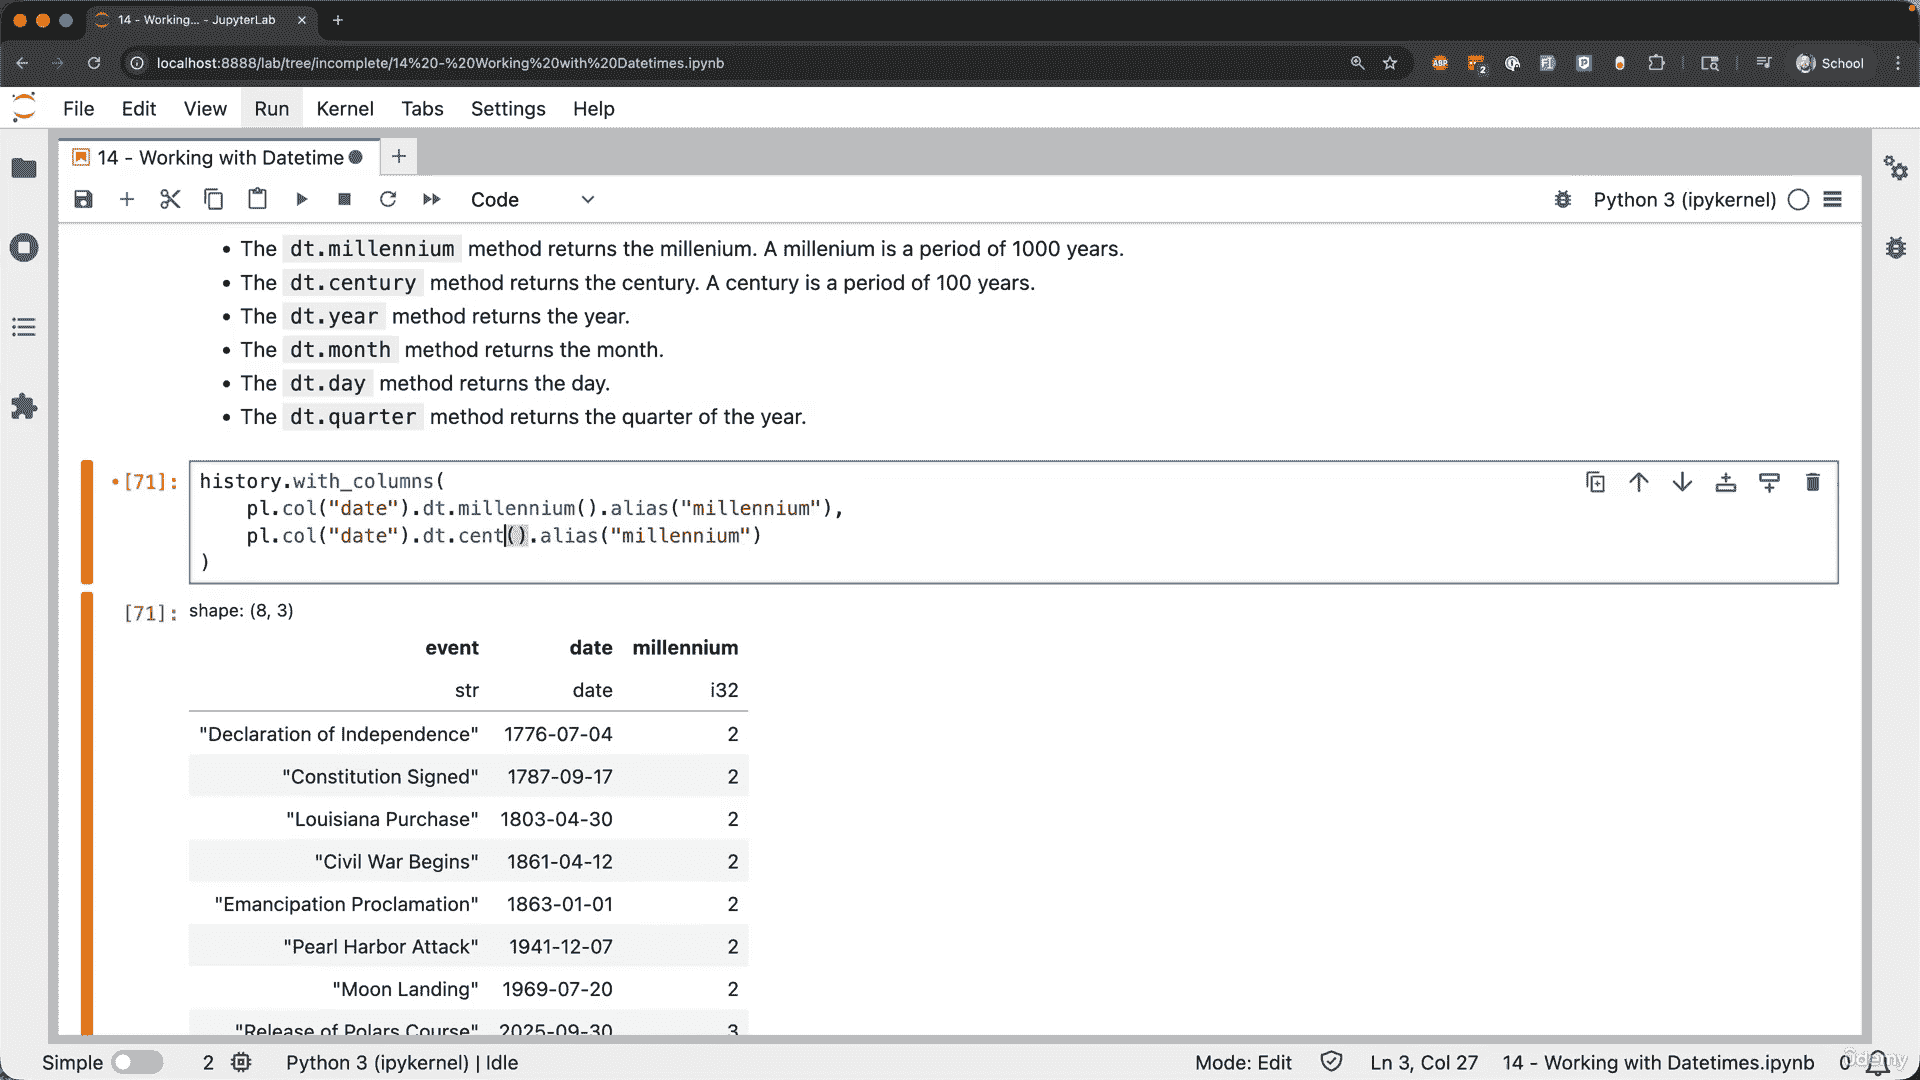 14 - Working... - JupyterLab
localhost:8888/lab/tree/incomplete/14%20-%20Working%20with%20Datetimes.ipynb
ABP
2
School
File Edit View Run Kernel Tabs Settings Help
14 - Working with Datetime
Code
Python 3 (ipykernel)
• The dt.millennium method returns the millenium. A millenium is a period of 1000 years.
• The dt.century method returns the century. A century is a period of 100 years.
• The dt.year method returns the year.
• The dt.month method returns the month.
• The dt.day method returns the day.
• The dt.quarter method returns the quarter of the year.
[71]: history.with_columns(
pl.col("date").dt.millennium().alias("millennium"),
pl.col("date").dt.cent().alias("millennium")
)
[71]: shape: (8, 3)
event date millennium
str date i32
"Declaration of Independence" 1776-07-04 2
"Constitution Signed" 1787-09-17 2
"Louisiana Purchase" 1803-04-30 2
"Civil War Begins" 1861-04-12 2
"Emancipation Proclamation" 1863-01-01 2
"Pearl Harbor Attack" 1941-12-07 2
"Moon Landing" 1969-07-20 2
"Release of Polars Course" 2025-09-30 3
Simple 2 Python 3 (ipykernel) | Idle Mode: Edit Ln 3, Col 27 14 - Working with Datetimes.ipynb 0
udemy